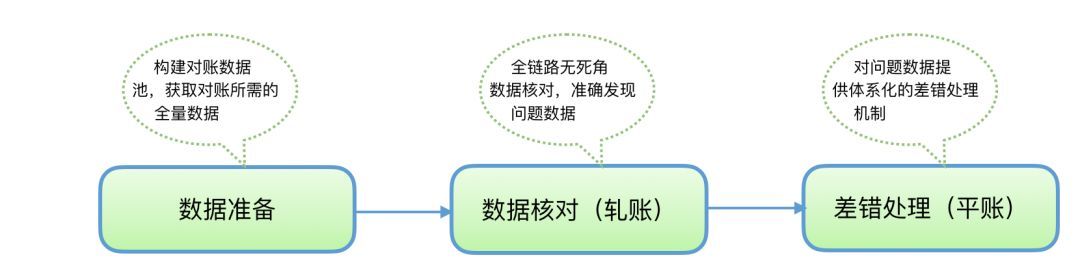 构建对账数据
池，获取对账所需的
全量数据
全链路无死角
数据核对，准确发现
问题数据
对问题数据提
供体系化的差错处理
机制
数据准备
数据核对（轧账）
差错处理（平账）